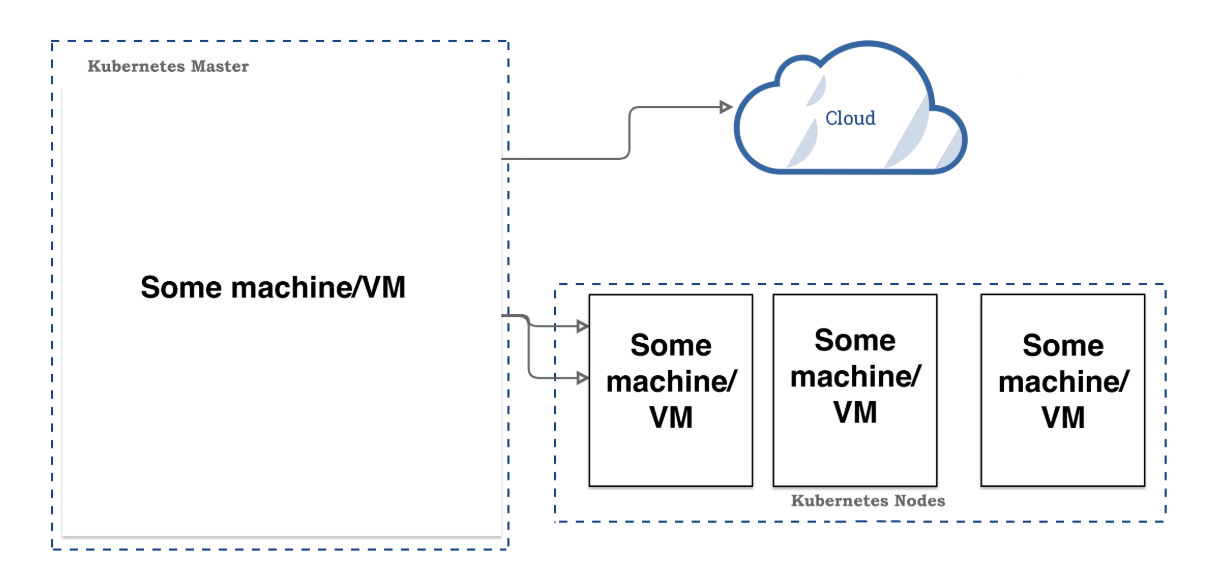 Kubernetes Master
Cloud
Some machine/VM
Some
machine/
VM
Some
machine/
VM
Some
machine/
VM
Kubernetes Nodes